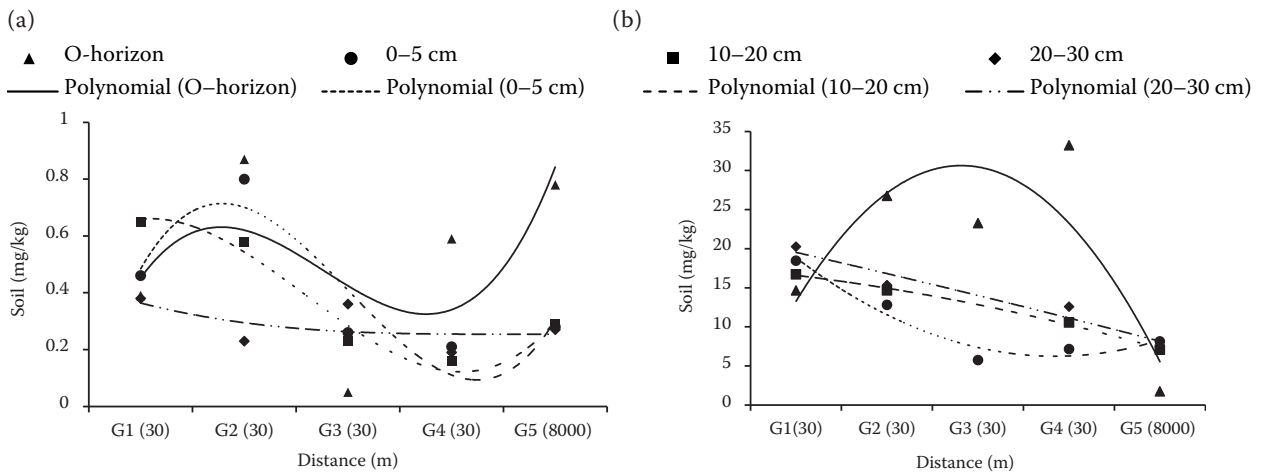 (a)
O-horizon
0–5 cm
Polynomial (O–horizon)
Polynomial (0–5 cm)
1
0.8
0.6
0.4
0.2
0
Soil (mg/kg)
G1 (30) G2 (30) G3 (30) G4 (30) G5 (8000)
Distance (m)
(b)
10–20 cm
20–30 cm
Polynomial (10–20 cm)
Polynomial (20–30 cm)
35
30
25
20
15
10
5
0
Soil (mg/kg)
G1(30) G2 (30) G3 (30) G4 (30) G5 (8000)
Distance (m)